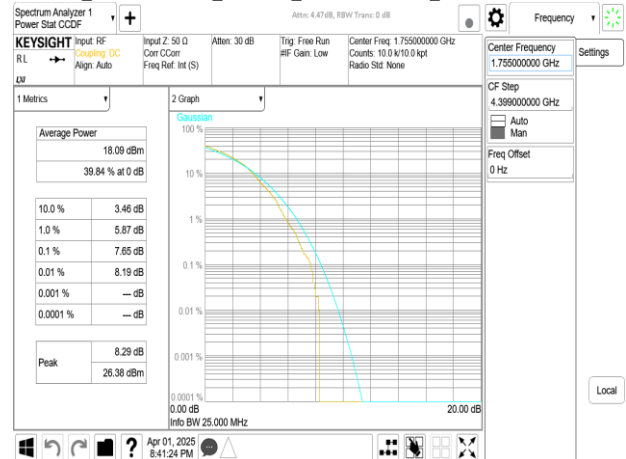 Spectrum Analyzer 1
Power Stat CCDF
Attn: 4.47dB, RBW Trans: 0 dB
Frequency
KEYSIGHT
RL
LXI
Input: RF
Coupling: DC
Align: Auto
Input Z: 50 Ω
Corr CCorr
Freq Ref: Int (S)
Atten: 30 dB
Trig: Free Run
#IF Gain: Low
Center Freq: 1.755000000 GHz
Counts: 10.0 k/10.0 kpt
Radio Std: None
Center Frequency
1.755000000 GHz
Settings
CF Step
4.399000000 GHz
Auto
Man
Freq Offset
0 Hz
1 Metrics
Average Power
18.09 dBm
39.84 % at 0 dB
10.0 % 3.46 dB
1.0 % 5.87 dB
0.1 % 7.65 dB
0.01 % 8.19 dB
0.001 % --- dB
0.0001 % --- dB
Peak
8.29 dB
26.38 dBm
2 Graph
Gaussian
100 %
10 %
1 %
0.1 %
0.01 %
0.001 %
0.0001 %
0.00 dB 20.00 dB
Info BW 25.000 MHz
Local
?
Apr 01, 2025
8:41:24 PM